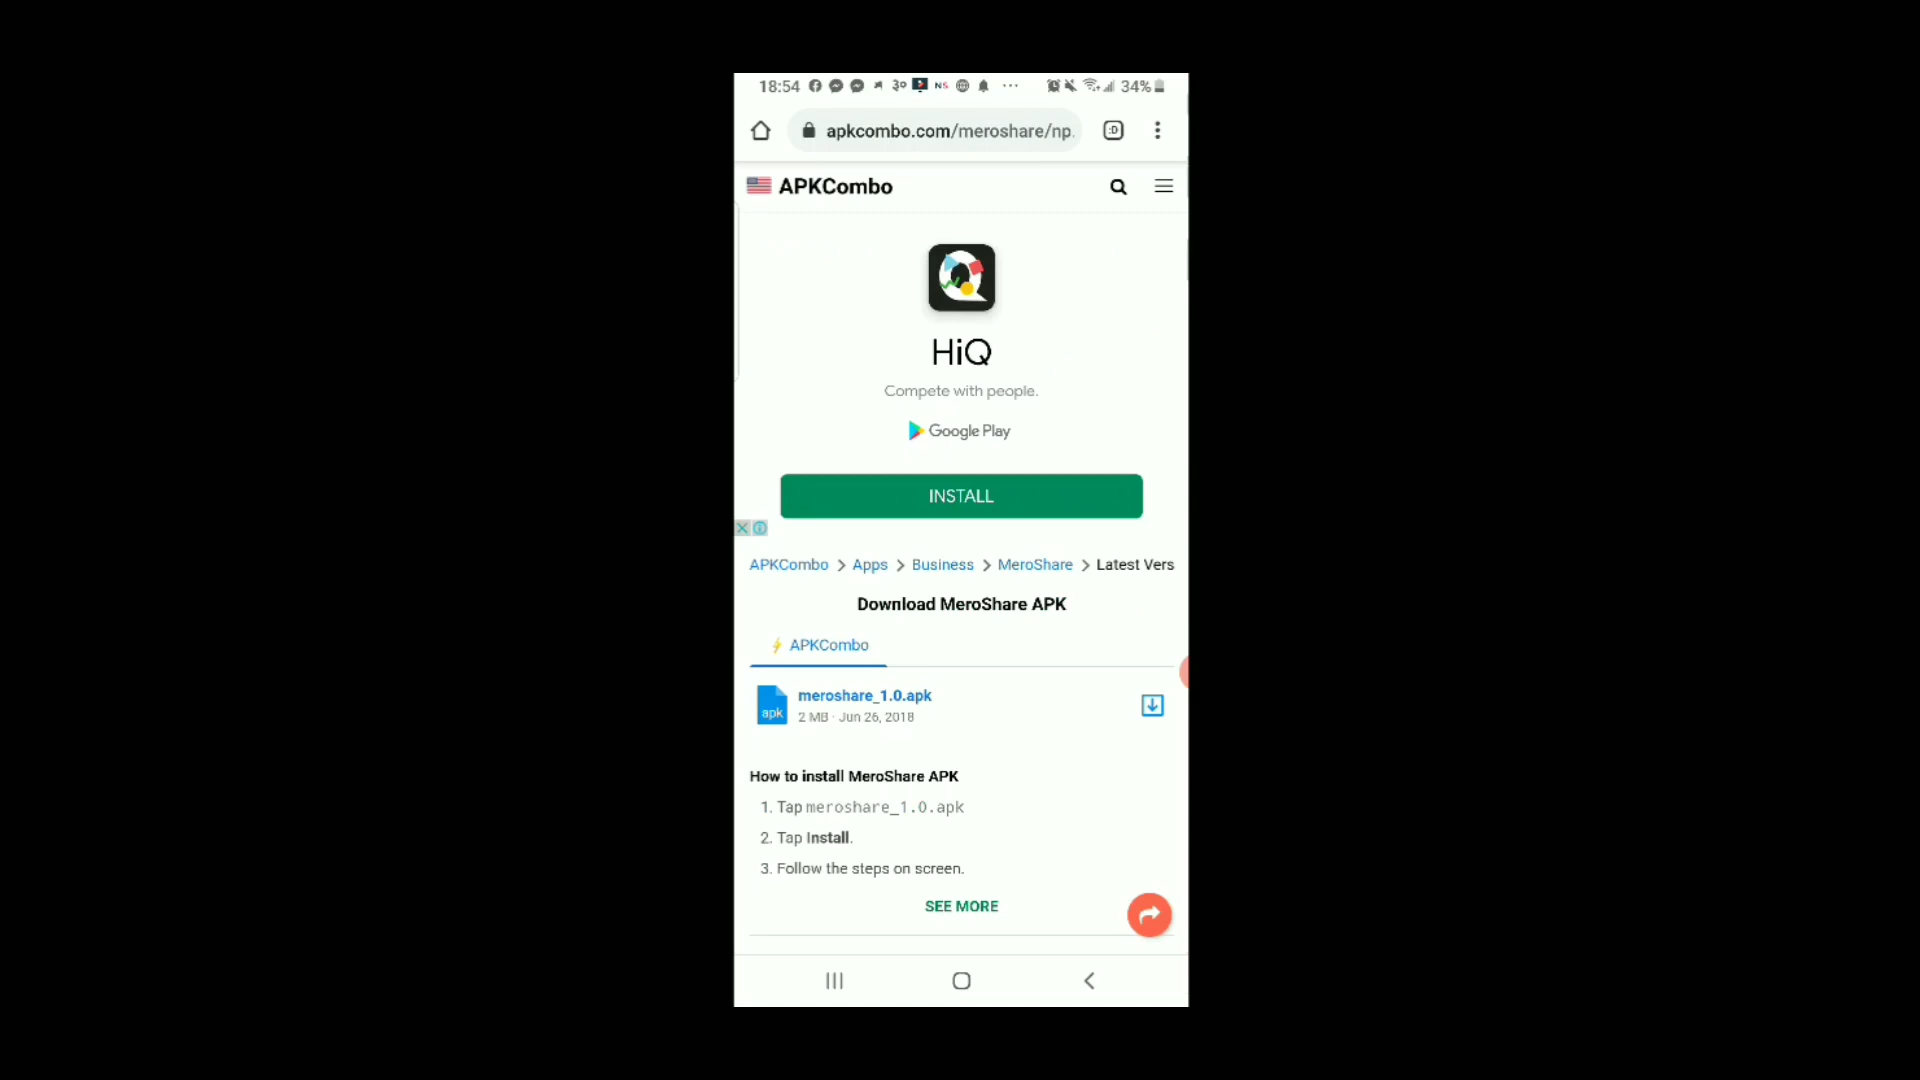 18:54 ३० NS ··· 34%
apkcombo.com/meroshare/np.
:D
APKCombo
HiQ
Compete with people.
Google Play
INSTALL
APKCombo > Apps > Business > MeroShare > Latest Vers
Download MeroShare APK
APKCombo
meroshare_1.0.apk
apk
2 MB · Jun 26, 2018
How to install MeroShare APK
1. Tap meroshare_1.0.apk
2. Tap Install.
3. Follow the steps on screen.
SEE MORE